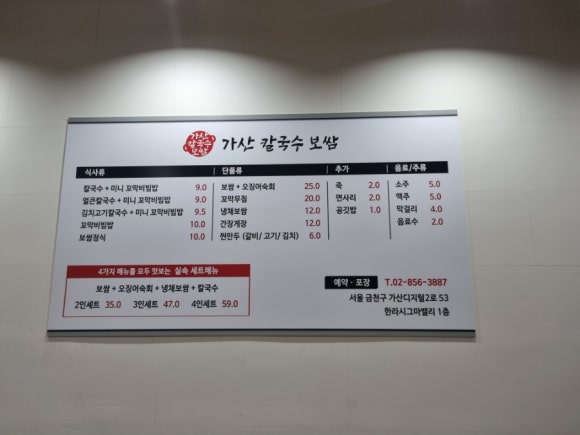 가산
칼국수
보쌈
가산 칼국수 보쌈
식사류
칼국수 + 미니 꼬막비빔밥 9.0
얼큰칼국수 + 미니 꼬막비빔밥 9.0
김치고기칼국수 + 미니 꼬막비빔밥 9.5
꼬막비빔밥 10.0
보쌈정식 10.0
단품류
보쌈 + 오징어숙회 25.0
꼬막무침 20.0
냉채보쌈 12.0
간장게장 12.0
찐만두 (갈비/ 고기/ 김치) 6.0
추가
죽 2.0
면사리 2.0
공깃밥 1.0
음료/주류
소주 5.0
맥주 5.0
막걸리 4.0
음료수 2.0
4가지 메뉴를 모두 맛보는 실속 세트메뉴
보쌈 + 오징어숙회 + 냉채보쌈 + 칼국수
2인세트 35.0 3인세트 47.0 4인세트 59.0
예약 · 포장 T.02-856-3887
서울 금천구 가산디지털2로 53
한라시그마밸리 1층